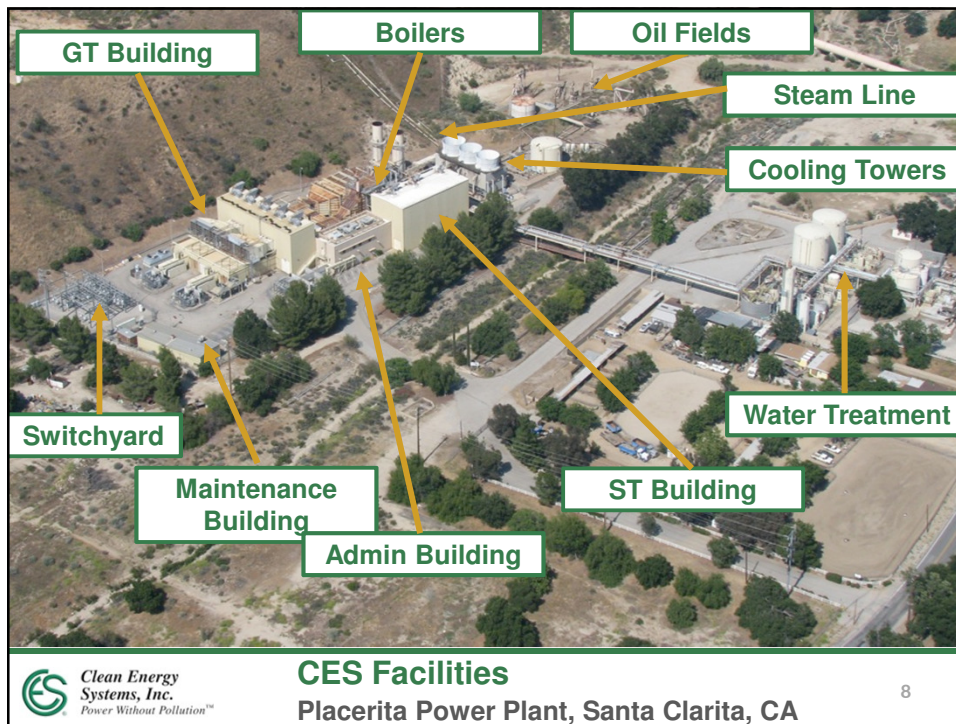 Boilers
Oil Fields
GT Building
Steam Line
Cooling Towers
Switchyard
Water Treatment
Maintenance
Building
ST Building
Admin Building
CES
Clean Energy
Systems, Inc.
Power Without Pollution™
CES Facilities
Placerita Power Plant, Santa Clarita, CA
8